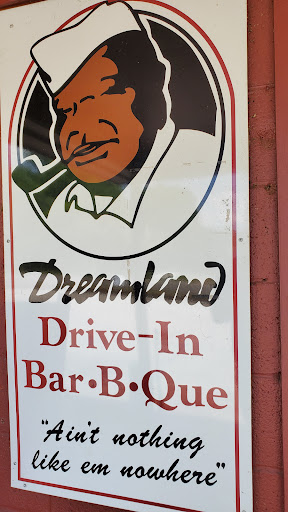 Dreamland
Drive-In
Bar•B•Que
"Ain't nothing
like em nowhere"